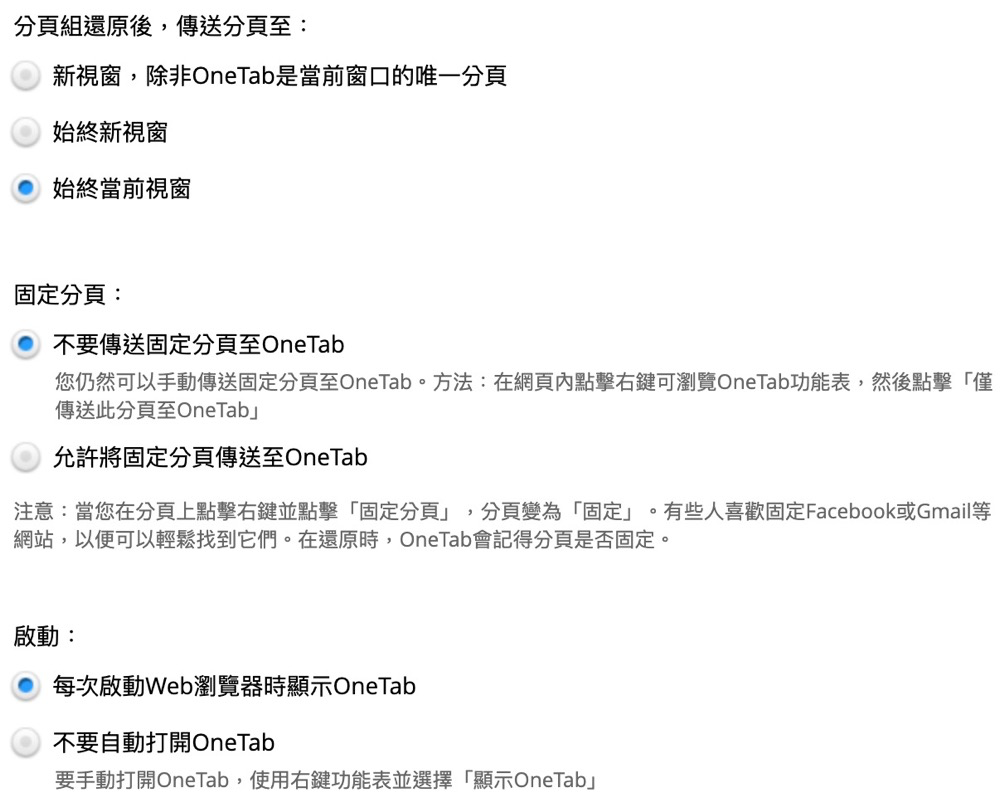 分頁組還原後，傳送分頁至：
新視窗，除非OneTab是當前窗口的唯一分頁
始終新視窗
始終當前視窗
固定分頁：
不要傳送固定分頁至OneTab
您仍然可以手動傳送固定分頁至OneTab。方法：在網頁內點擊右鍵可瀏覽OneTab功能表，然後點擊「僅
傳送此分頁至OneTab」
允許將固定分頁傳送至OneTab
注意：當您在分頁上點擊右鍵並點擊「固定分頁」，分頁變為「固定」。有些人喜歡固定Facebook或Gmail等
網站，以便可以輕鬆找到它們。在還原時，OneTab會記得分頁是否固定。
啟動：
每次啟動Web瀏覽器時顯示OneTab
不要自動打開OneTab
要手動打開OneTab，使用右鍵功能表並選擇「顯示OneTab」